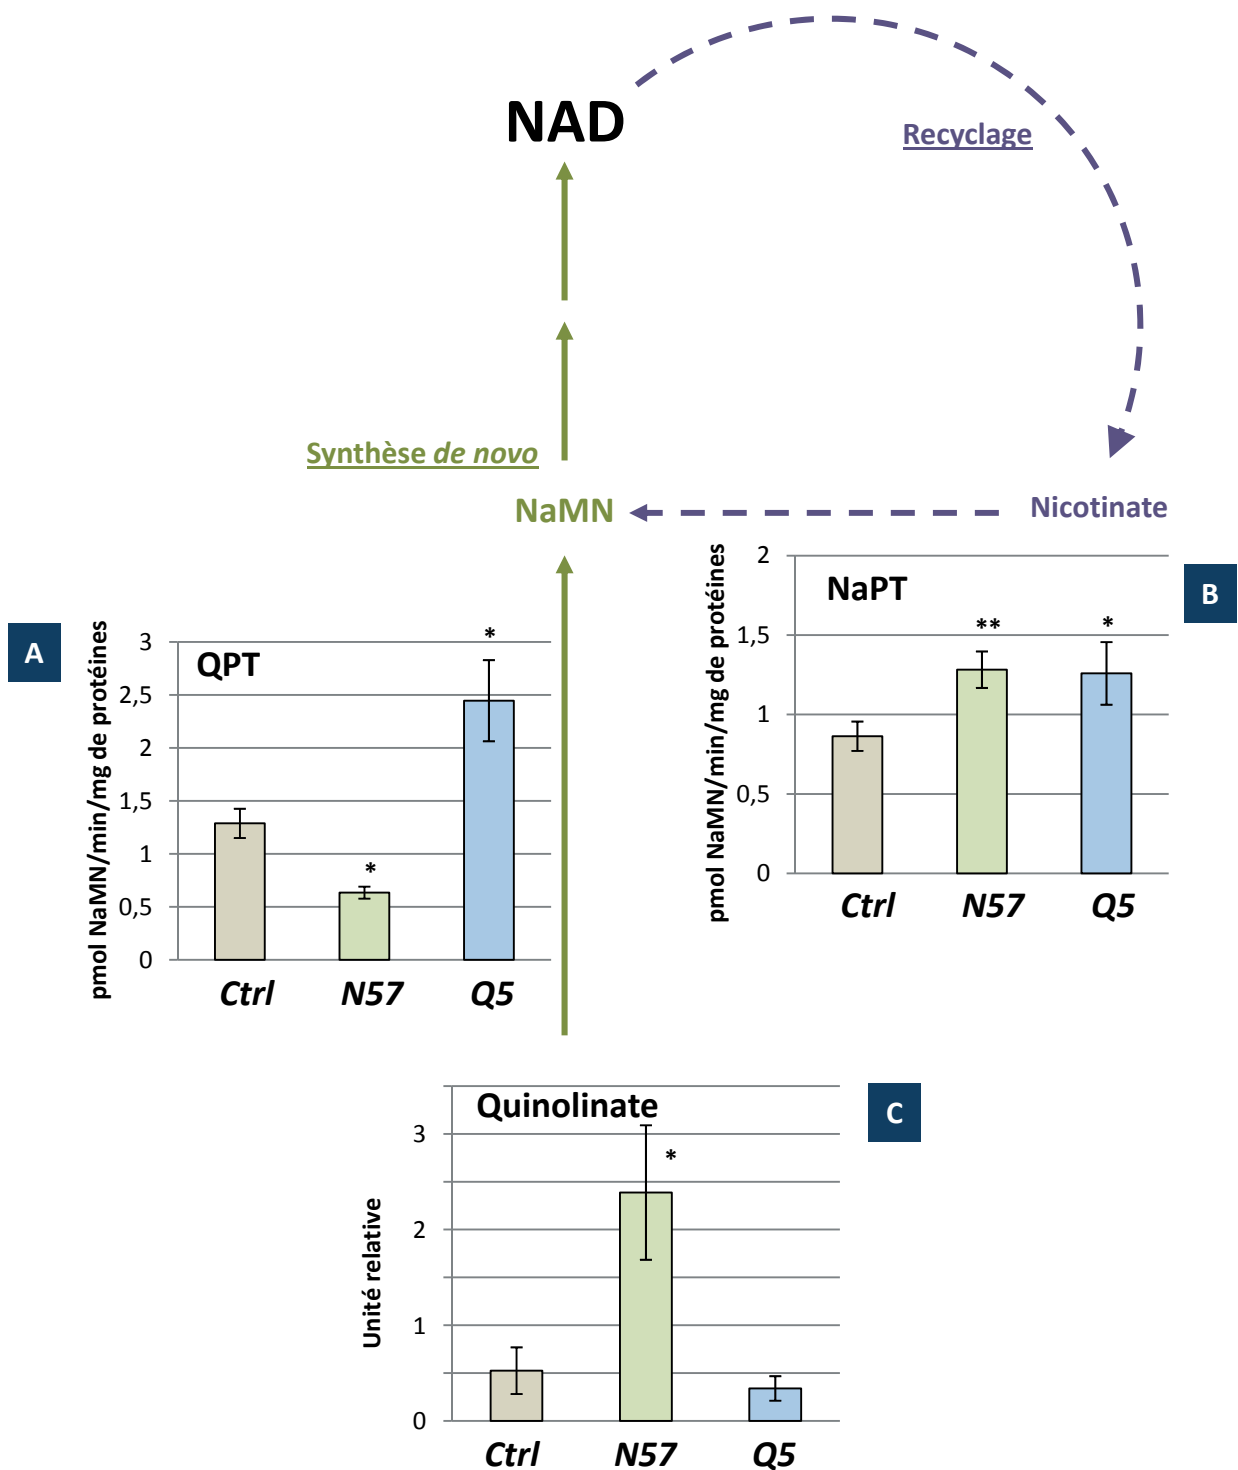 NAD
Recyclage
Synthèse de novo
NaMN
Nicotinate
A
QPT
pmol NaMN/min/mg de protéines
3
2,5
2
1,5
1
0,5
0
*
*
Ctrl
N57
Q5
B
NaPT
pmol NaMN/min/mg de protéines
2
1,5
1
0,5
0
**
*
Ctrl
N57
Q5
C
Quinolinate
Unité relative
3
2
1
0
*
Ctrl
N57
Q5